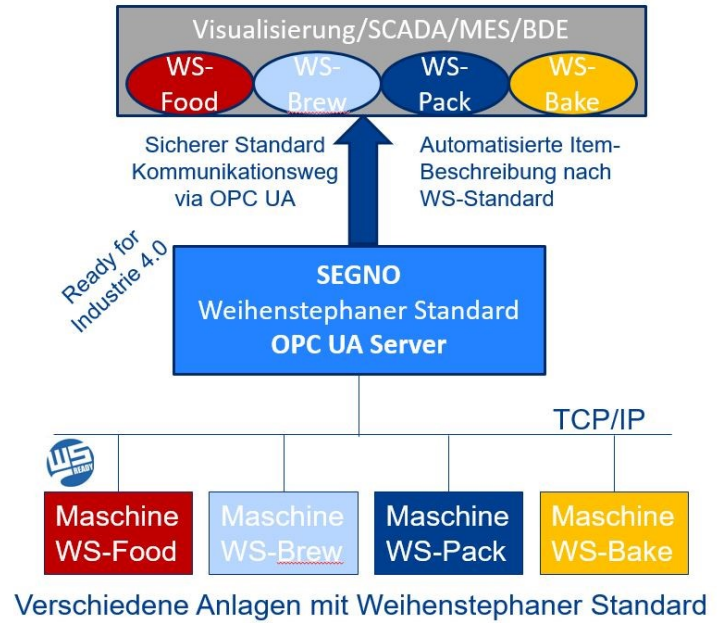 Visualisierung/SCADA/MES/BDE
WS-
Food
WS-
Brew
WS-
Pack
WS-
Bake
Sicherer Standard
Kommunikationsweg
via OPC UA
Automatisierte Item-
Beschreibung nach
WS-Standard
Ready for
Industrie 4.0
SEGNO
Weihenstephaner Standard
OPC UA Server
TCP/IP
WS
READY
Maschine
WS-Food
Maschine
WS-Brew
Maschine
WS-Pack
Maschine
WS-Bake
Verschiedene Anlagen mit Weihenstephaner Standard